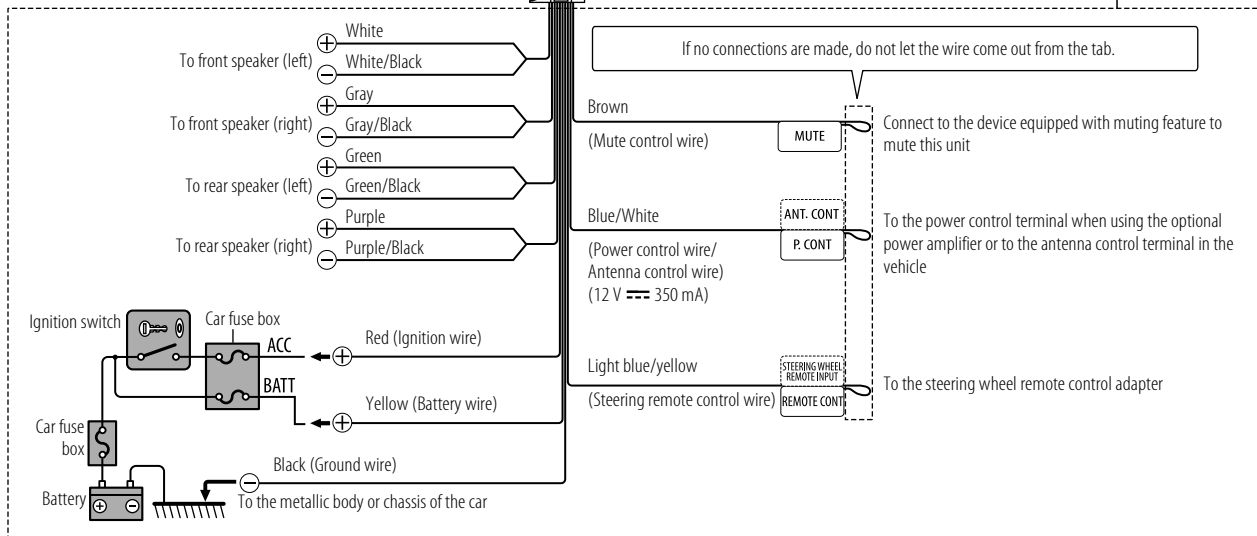 White
To front speaker (left)
White/Black
Gray
To front speaker (right)
Gray/Black
Green
To rear speaker (left)
Green/Black
Purple
To rear speaker (right)
Purple/Black
If no connections are made, do not let the wire come out from the tab.
Brown
(Mute control wire)
MUTE
Connect to the device equipped with muting feature to
mute this unit
Blue/White
(Power control wire/
Antenna control wire)
(12 V ⎓ 350 mA)
ANT. CONT
P. CONT
To the power control terminal when using the optional
power amplifier or to the antenna control terminal in the
vehicle
Light blue/yellow
(Steering remote control wire)
STEERING WHEEL
REMOTE INPUT
REMOTE CONT
To the steering wheel remote control adapter
Ignition switch
Car fuse box
ACC
Red (Ignition wire)
BATT
Yellow (Battery wire)
Car fuse
box
Black (Ground wire)
Battery
To the metallic body or chassis of the car